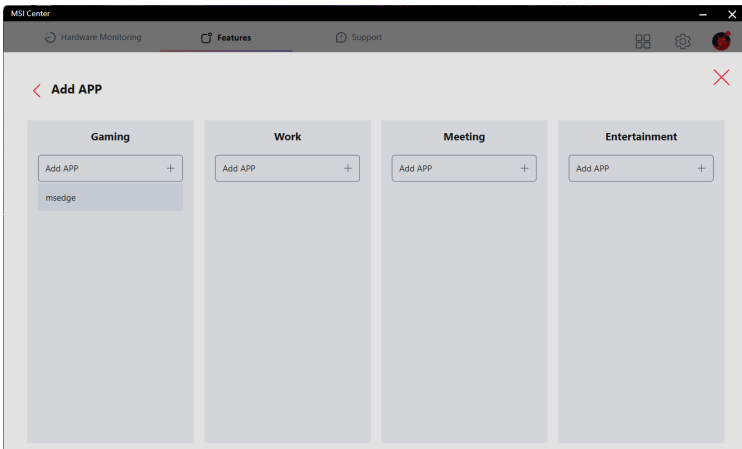 MSI Center
Hardware Monitoring Features Support
Add APP
Gaming Work Meeting Entertainment
Add APP Add APP Add APP Add APP
msedge